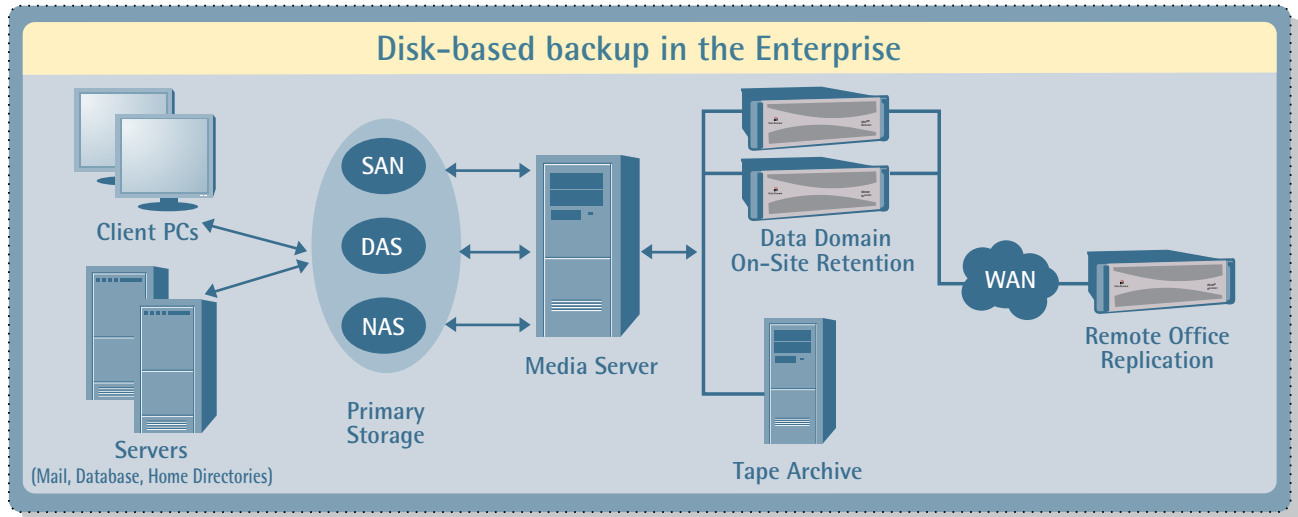 Disk-based backup in the Enterprise
Client PCs
Servers
(Mail, Database, Home Directories)
SAN
DAS
NAS
Primary
Storage
Media Server
Data Domain
On-Site Retention
Tape Archive
WAN
Remote Office
Replication